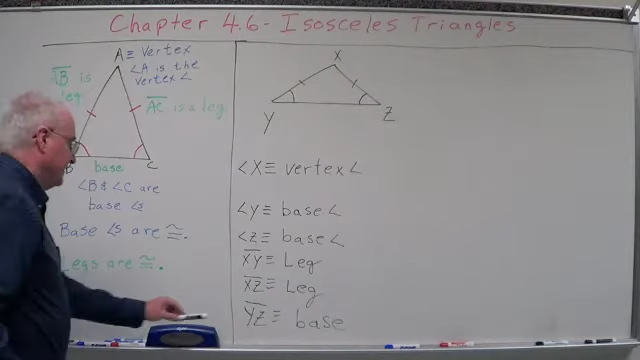 Chapter 4.6 - Isosceles Triangles
A ≡ Vertex
∠A is the
vertex ∠
AB is
leg
AC is a leg
C
base
∠B & ∠C are
base ∠s
Base ∠s are ≅.
Legs are ≅.
X
Y
Z
∠X ≡ vertex ∠
∠Y ≡ base ∠
∠Z ≡ base ∠
XY ≡ Leg
XZ ≡ Leg
YZ ≡ base